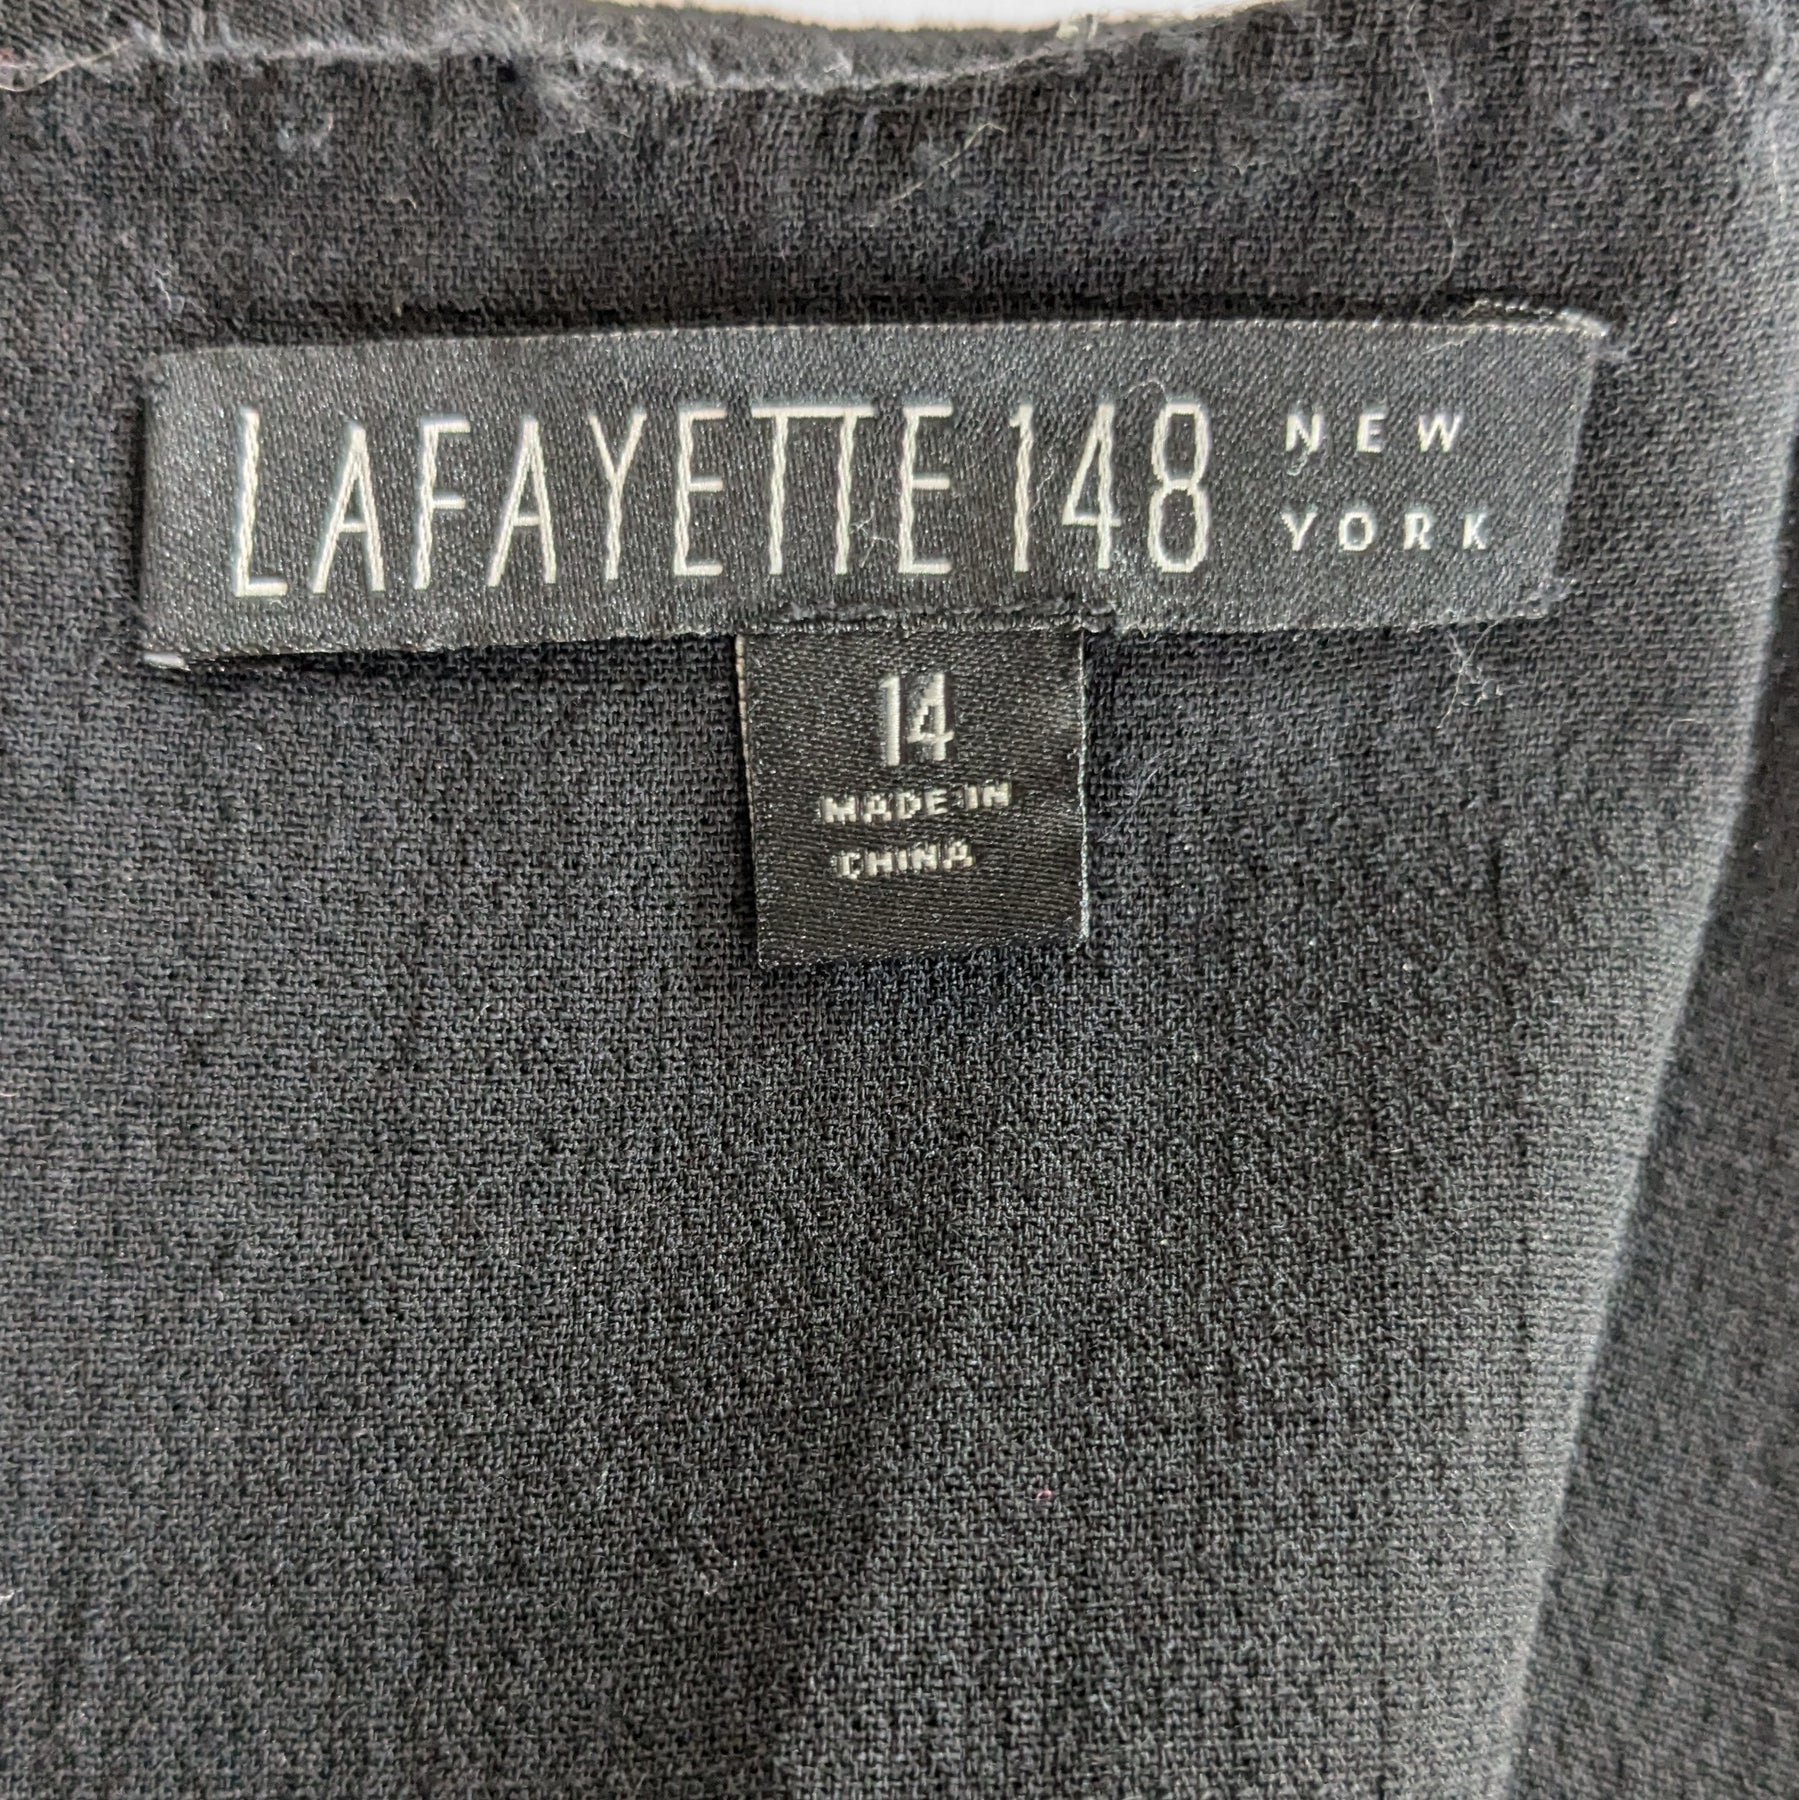 LAFAYETTE 148 NEW YORK
14
MADE IN
CHINA